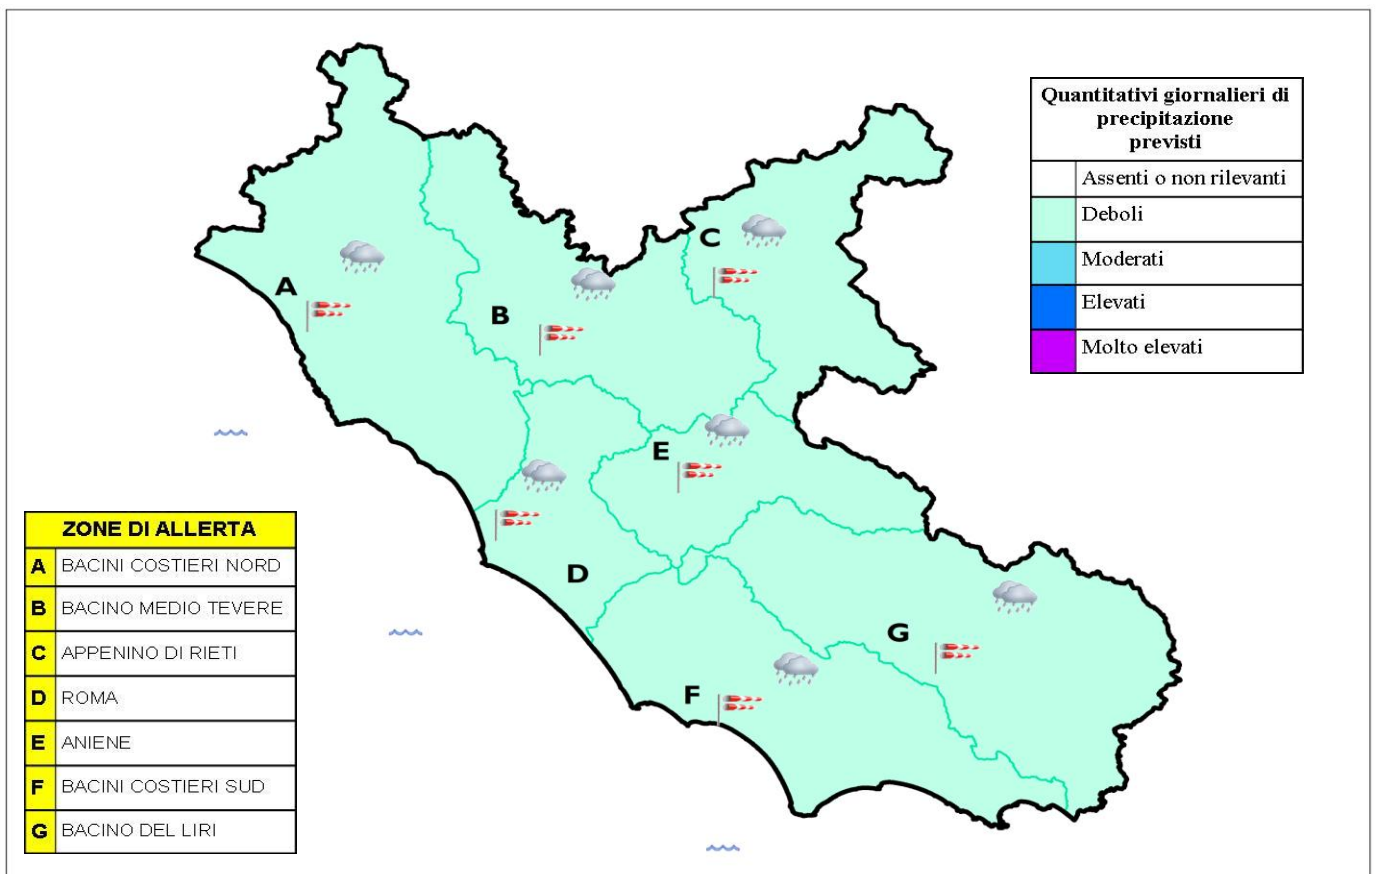 Quantitativi giornalieri di
precipitazione
previsti
Assenti o non rilevanti
Deboli
Moderati
Elevati
Molto elevati
A
B
C
D
E
F
G
ZONE DI ALLERTA
A BACINI COSTIERI NORD
B BACINO MEDIO TEVERE
C APPENINO DI RIETI
D ROMA
E ANIENE
F BACINI COSTIERI SUD
G BACINO DEL LIRI